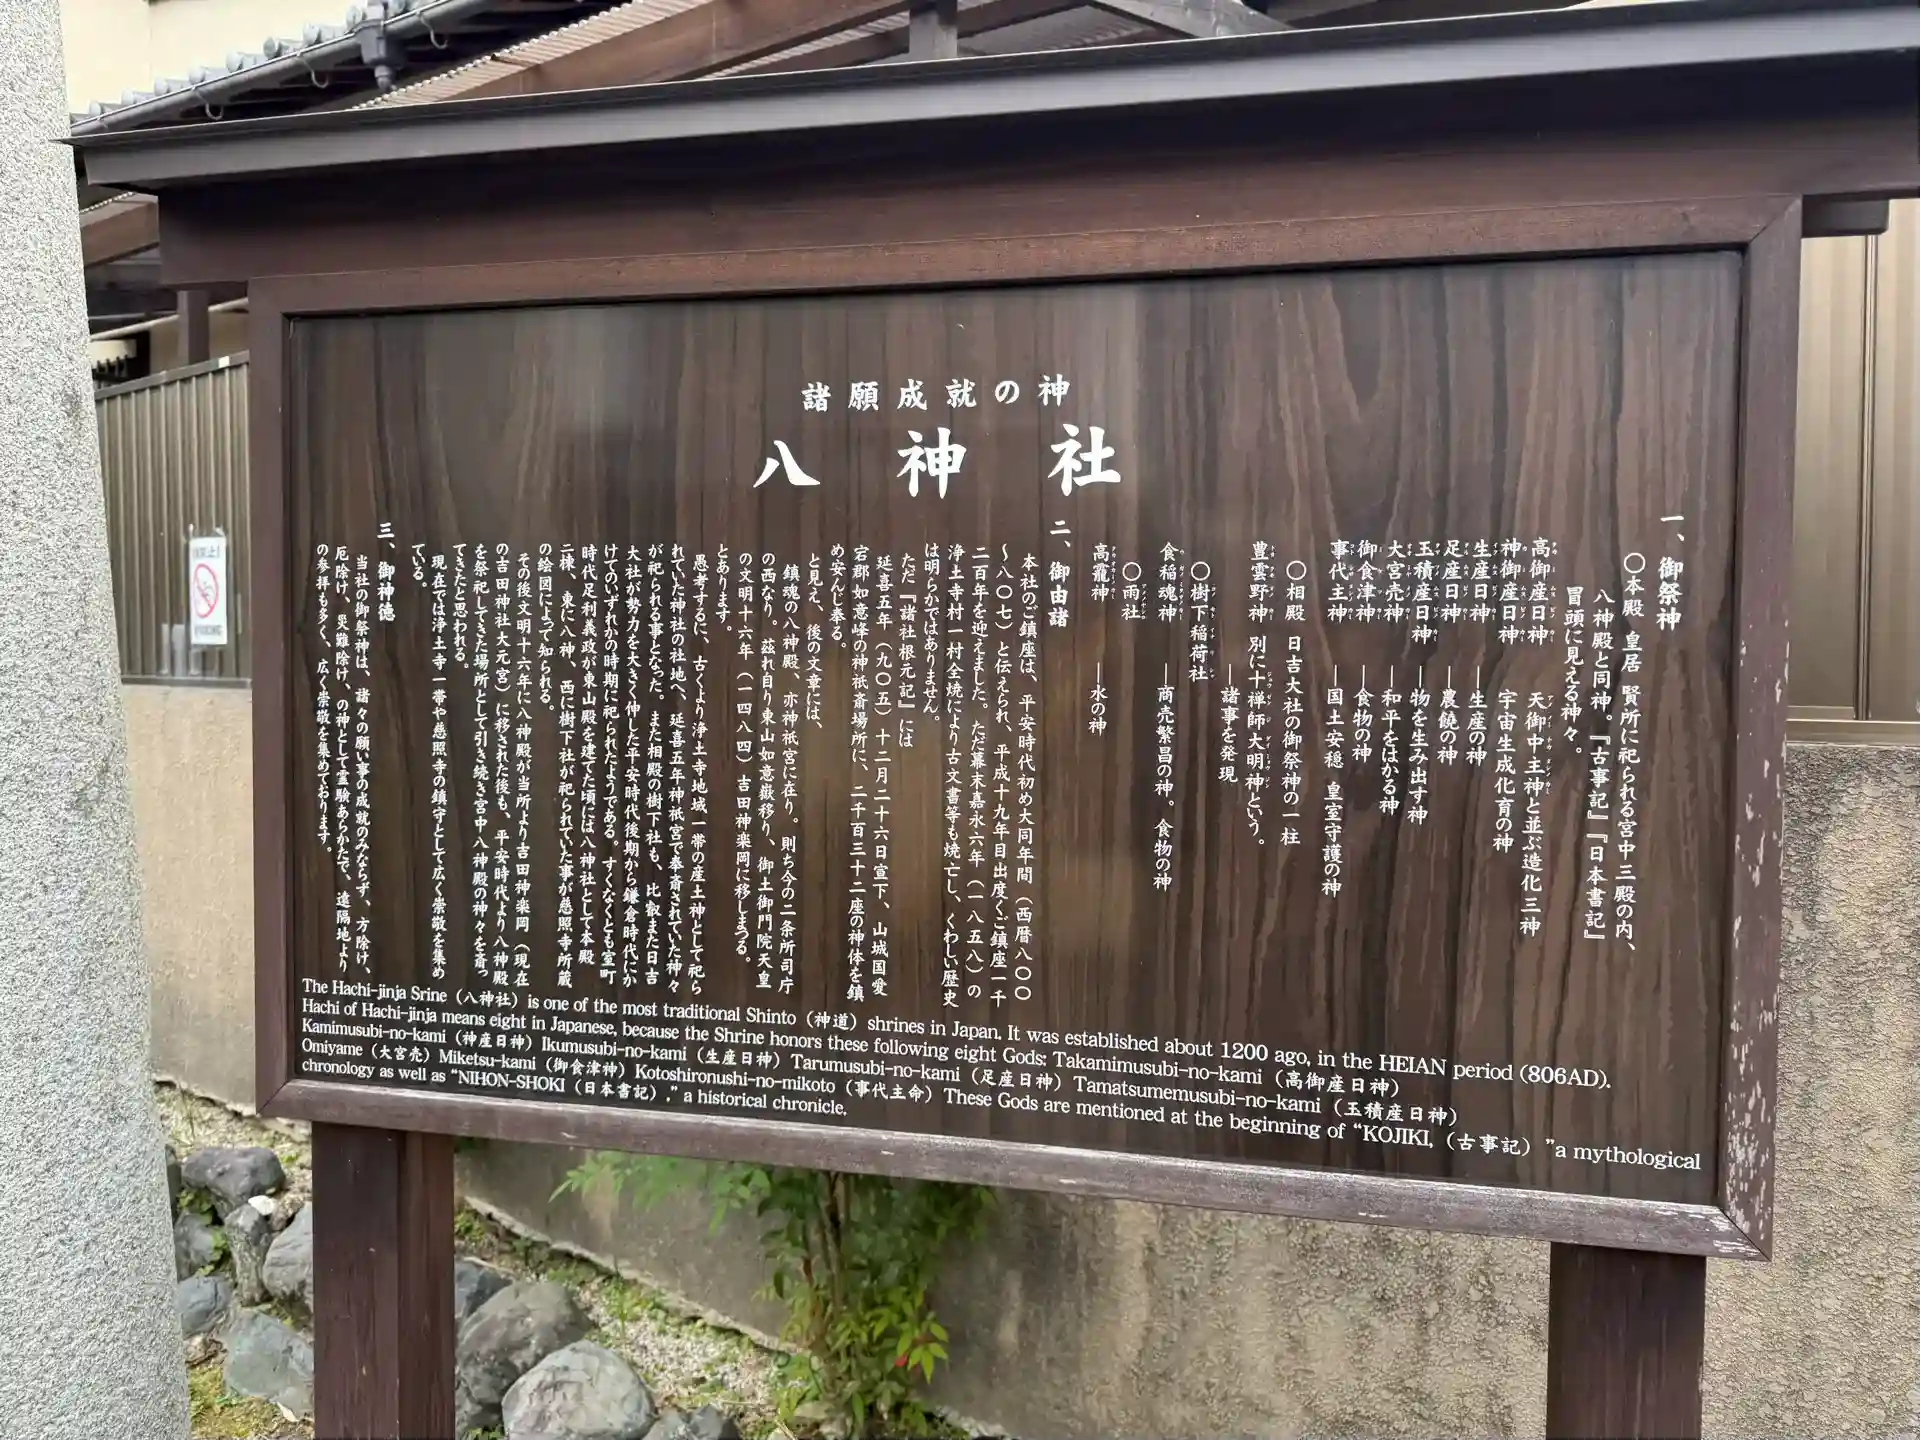 諸願成就の神
八神社
一、御祭神
〇本殿 皇居 賢所に祀られる宮中三殿の内、
八神殿と同神。『古事記』『日本書記』
冒頭に見える神々。
高御産日神 天御中主神と並ぶ造化三神
神御産日神 宇宙生成化育の神
生産日神 ―生産の神
足産日神 ―農饒の神
玉積産日神 ―物を生み出す神
大宮売神 ―和平をはかる神
御食津神 ―食物の神
事代主神 ―国土安穏 皇室守護の神
〇相殿 日吉大社の御祭神の一柱
豊雲野神 別に十禅師大明神という。
―諸事を発現
〇樹下稲荷社
食稲魂神 ―商売繁昌の神。食物の神
〇雨社
高龗神 ―水の神
二、御由諸
本社のご鎮座は、平安時代初め大同年間(西暦八〇〇
〜八〇七)と伝えられ、平成十九年目出度くご鎮座一千
二百年を迎えました。ただ幕末嘉永六年(一八五八)の
浄土寺村一村全焼により古文書等も焼亡し、くわしい歴史
は明らかではありません。
ただ『諸社根元記』には
延喜五年(九〇五)十二月二十六日宣下、山城国愛
宕郡如意峰の神祇斎場所に、二千百三十二座の神体を鎮
め安んじ奉る。
と見え、後の文章には、
鎮魂の八神殿、亦神祇宮に在り。則ち今の二条所司庁
の西なり。茲れ自り東山如意嶽移り、御土御門院天皇
の文明十六年(一四八四)吉田神楽岡に移しまつる。
とあります。
愚考するに、古くより浄土寺地域一帯の産土神として祀ら
れていた神社の社地へ、延喜五年神祇宮で奉斎されていた神々
が祀られる事となった。また相殿の樹下社も、比叡また日吉
大社が勢力を大きく伸した平安時代後期から鎌倉時代にか
けてのいずれかの時期に祀られたようである。すくなくとも室町
時代足利義政が東山殿を建てた頃には八神社として本殿
二棟、東に八神、西に樹下社が祀られていた事が慈照寺所蔵
の絵図によって知られる。
その後文明十六年に八神殿が当所より吉田神楽岡(現在
の吉田神社大元宮)に移された後も、平安時代より八神殿
を祭祀してきた場所として引き続き宮中八神殿の神々を斎っ
てきたと思われる。
現在では浄土寺一帯や慈照寺の鎮守として広く崇敬を集め
ている。
三、御神徳
当社の御祭神は、諸々の願い事の成就のみならず、方除け、
厄除け、災難除け、の神として霊験あらかたで、遠隔地より
の参拝も多く、広く崇敬を集めております。
The Hachi-jinja Srine(八神社)is one of the most traditional Shinto(神道)shrines in Japan. It was established about 1200 ago, in the HEIAN period (806AD).
Hachi of Hachi-jinja means eight in Japanese, because the Shrine honors these following eight Gods: Takamimusubi-no-kami(高御産日神)
Kamimusubi-no-kami(神産日神)Ikumusubi-no-kami(生産日神)Tarumusubi-no-kami(足産日神)Tamatsumemusubi-no-kami(玉積産日神)
Omiyame(大宮売)Miketsu-kami(御食津神)Kotoshironushi-no-mikoto(事代主命)These Gods are mentioned at the beginning of “KOJIKI,(古事記)”a mythological
chronology as well as “NIHON-SHOKI(日本書記),” a historical chronicle.